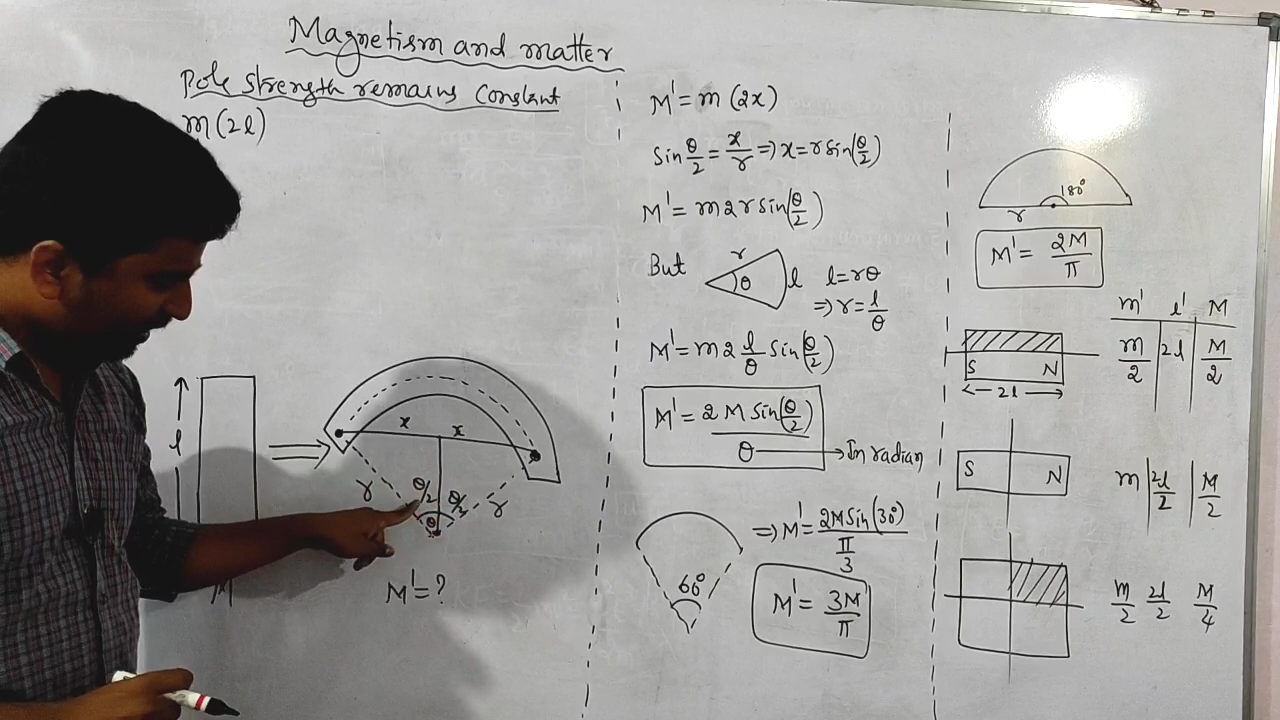 Magnetism and matter
Pole strength remains constant
m(2l)
l
M
x x
r θ/2 θ/2 r
θ
M' = ?
M' = m (2x)
Sin θ/2 = x/r ⇒ x = r sin(θ/2)
M' = m 2 r sin(θ/2)
But r θ l l = rθ
⇒ r = l/θ
M' = m 2 l/θ sin(θ/2)
M' = 2 M sin(θ/2) / θ → In radian
60°
⇒ M' = 2M Sin(30°) / π/3
M' = 3M/π
180°
r
M' = 2M/π
m' l' M
S N m/2 2l M/2
2l
S N m 2l/2 M/2
m/2 2l/2 M/4